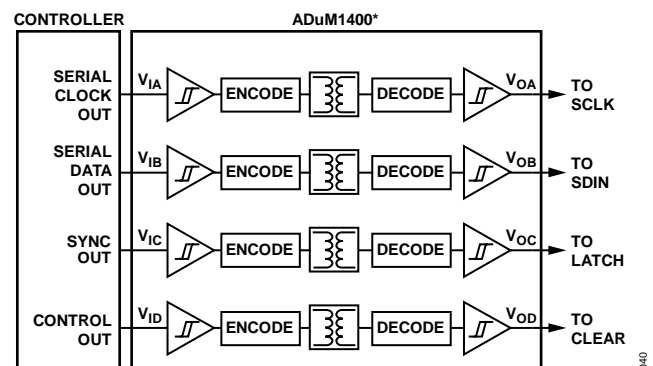 CONTROLLER
ADuM1400*
SERIAL
CLOCK
OUT
VIA
ENCODE
DECODE
VOA
TO
SCLK
SERIAL
DATA
OUT
VIB
ENCODE
DECODE
VOB
TO
SDIN
SYNC
OUT
VIC
ENCODE
DECODE
VOC
TO
LATCH
CONTROL
OUT
VID
ENCODE
DECODE
VOD
TO
CLEAR